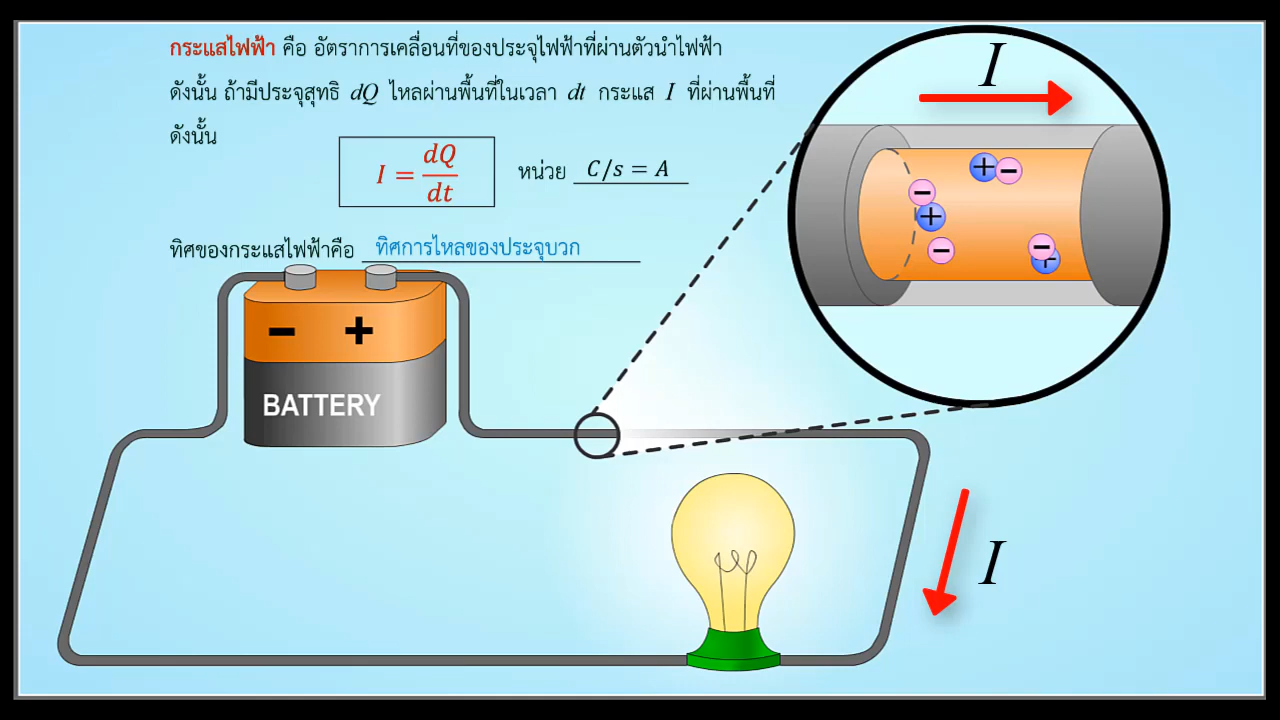 กระแสไฟฟ้า คือ อัตราการเคลื่อนที่ของประจุไฟฟ้าที่ผ่านตัวนำไฟฟ้า
ดังนั้น ถ้ามีประจุสุทธิ dQ ไหลผ่านพื้นที่ในเวลา dt กระแส I ที่ผ่านพื้นที่
ดังนั้น
I = dQ/dt หน่วย C/s = A
ทิศของกระแสไฟฟ้าคือ ทิศการไหลของประจุบวก
I
+ −
− +
− − +
− +
BATTERY
I